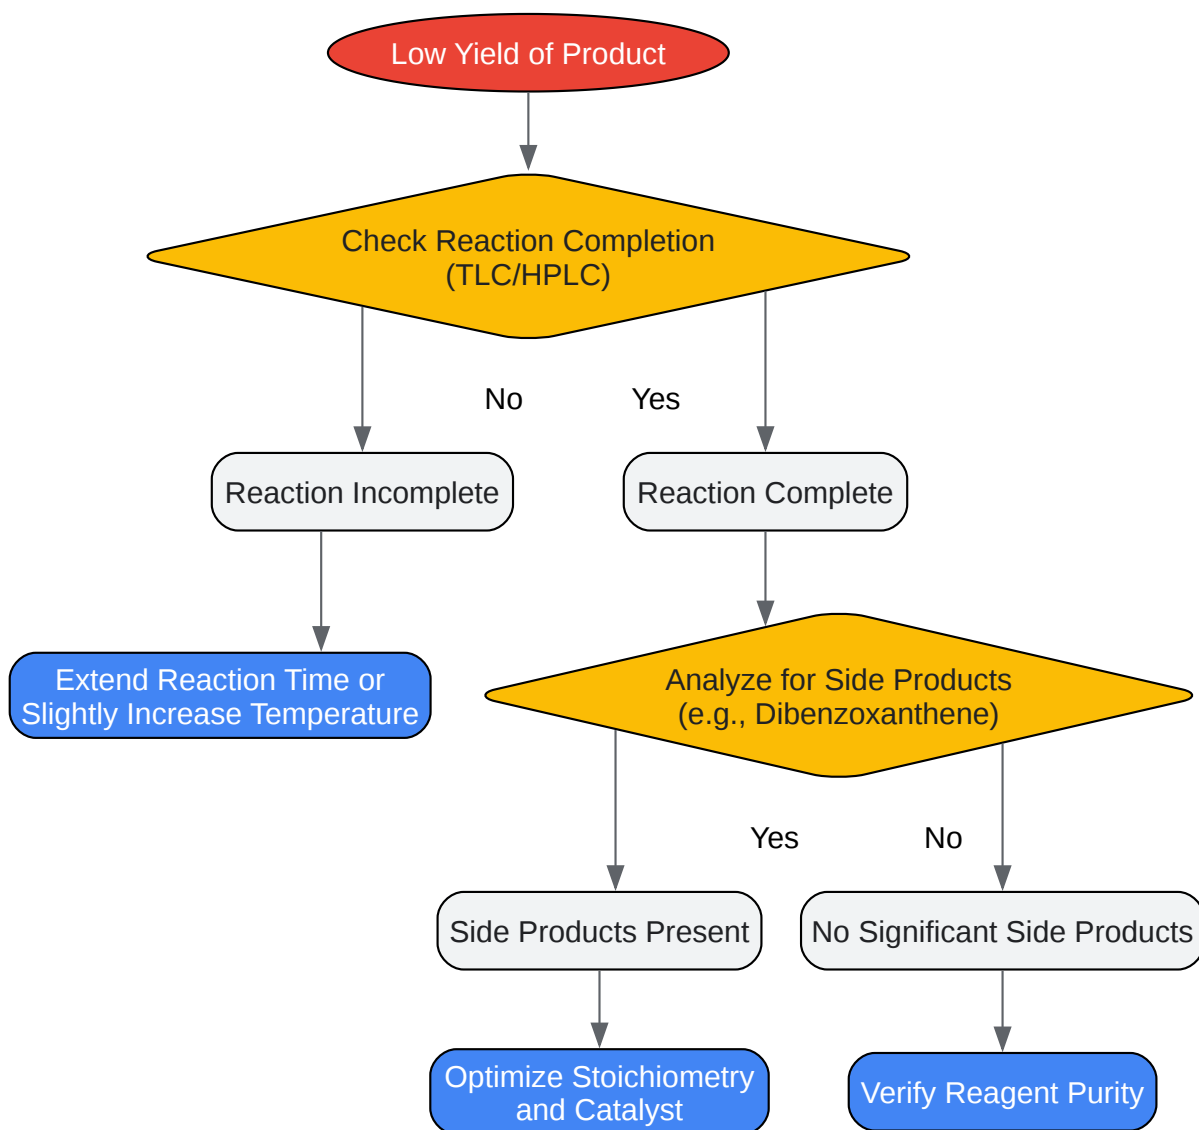 Low Yield of Product
Check Reaction Completion
(TLC/HPLC)
No
Yes
Reaction Incomplete
Reaction Complete
Extend Reaction Time or
Slightly Increase Temperature
Analyze for Side Products
(e.g., Dibenzoxanthene)
Yes
No
Side Products Present
No Significant Side Products
Optimize Stoichiometry
and Catalyst
Verify Reagent Purity